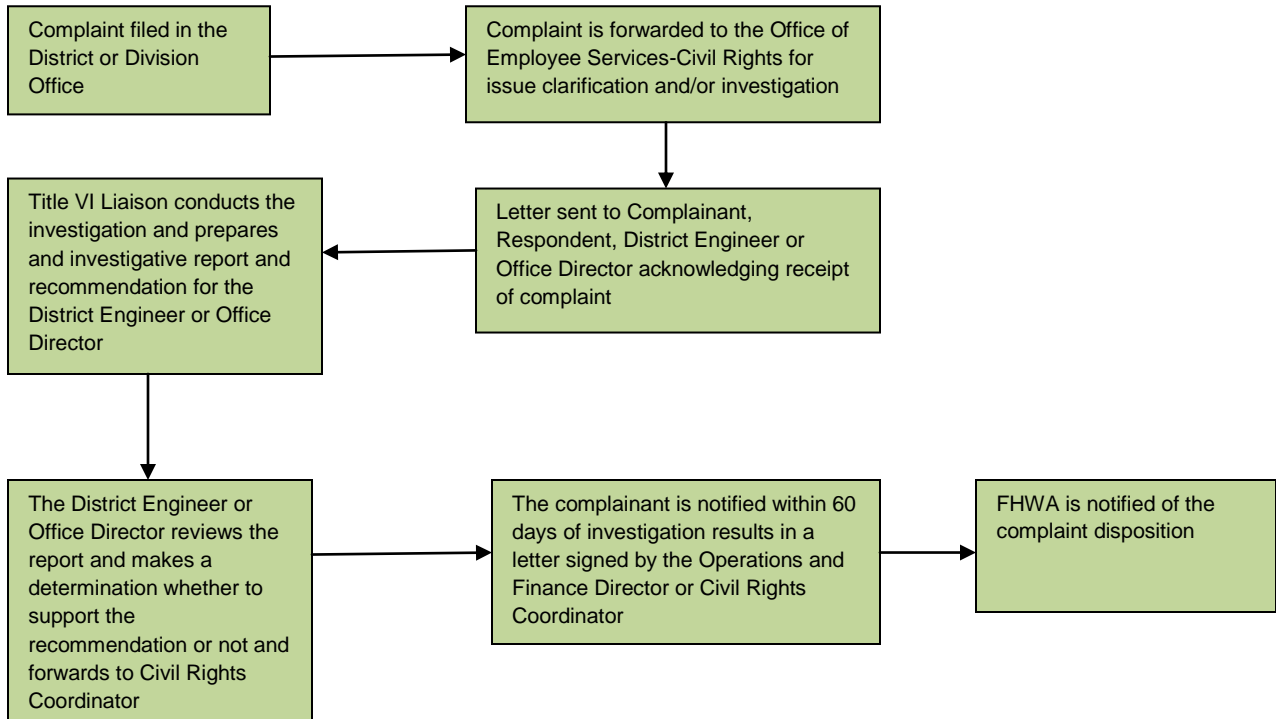 Complaint filed in the
District or Division
Office
Complaint is forwarded to the Office of
Employee Services-Civil Rights for
issue clarification and/or investigation
Letter sent to Complainant,
Respondent, District Engineer or
Office Director acknowledging receipt
of complaint
Title VI Liaison conducts the
investigation and prepares
and investigative report and
recommendation for the
District Engineer or Office
Director
The District Engineer or
Office Director reviews the
report and makes a
determination whether to
support the
recommendation or not and
forwards to Civil Rights
Coordinator
The complainant is notified within 60
days of investigation results in a
letter signed by the Operations and
Finance Director or Civil Rights
Coordinator
FHWA is notified of the
complaint disposition